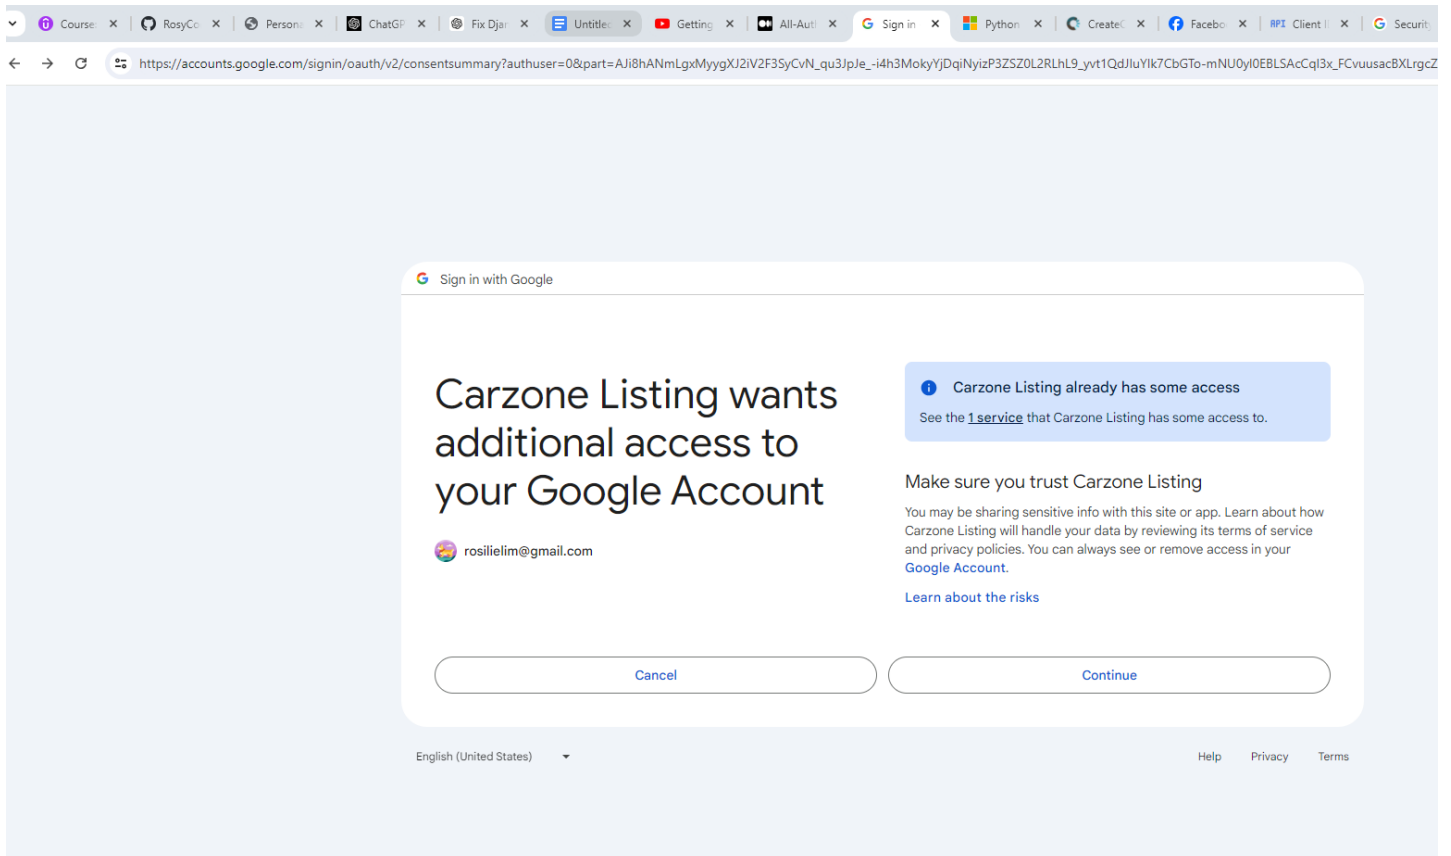 Course
RosyCo
Persona
ChatGP
Fix Djan
Untitled
Getting
All-Auth
Sign in
Python
CreateC
Facebo
API Client I
Security
https://accounts.google.com/signin/oauth/v2/consentsummary?authuser=0&part=
Sign in with Google
Carzone Listing wants
additional access to
your Google Account
rosilielim@gmail.com
Carzone Listing already has some access
See the 1 service that Carzone Listing has some access to.
Make sure you trust Carzone Listing
You may be sharing sensitive info with this site or app. Learn about how
Carzone Listing will handle your data by reviewing its terms of service
and privacy policies. You can always see or remove access in your
Google Account.
Learn about the risks
Cancel
Continue
English (United States)
Help
Privacy
Terms